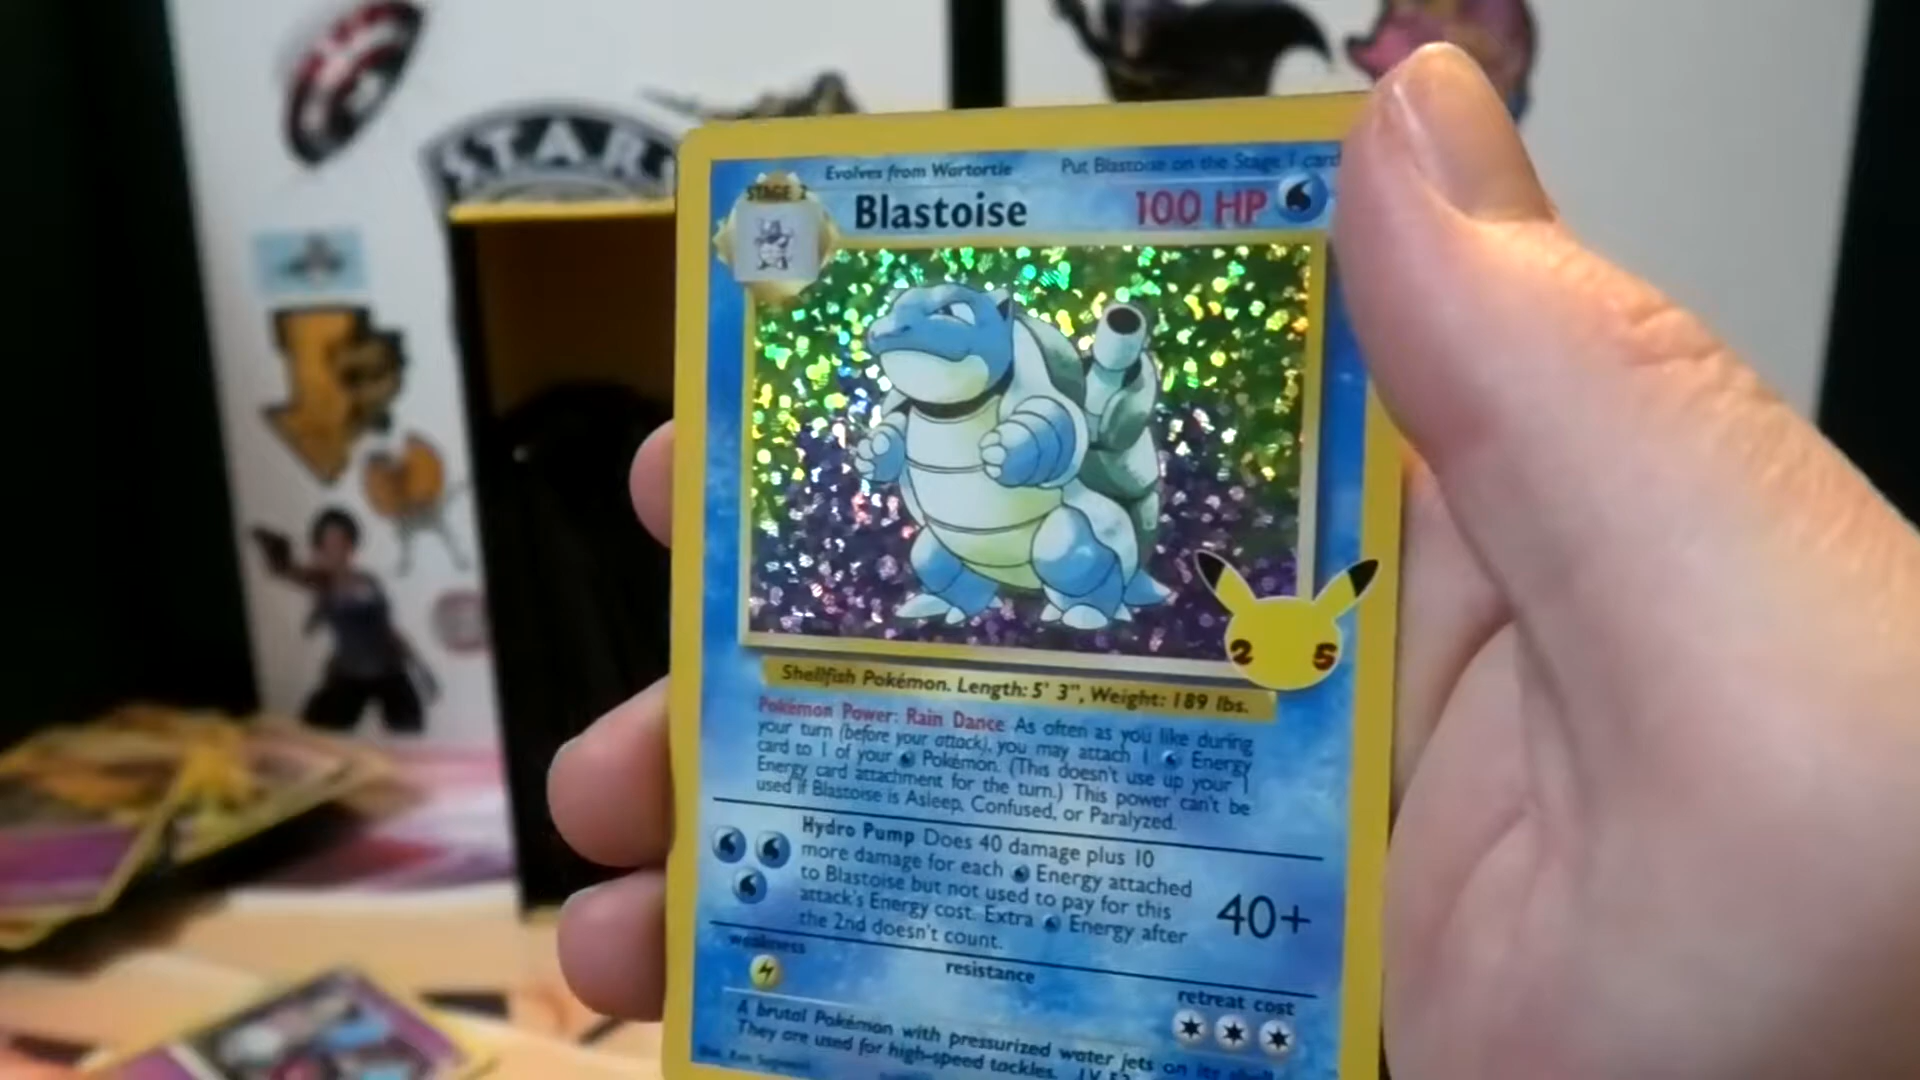 STAR
Evolves from Wartortle
Put Blastoise on the Stage 1 card
STAGE 2
Blastoise
100 HP
25
Shellfish Pokémon. Length: 5' 3", Weight: 189 lbs.
Pokémon Power: Rain Dance As often as you like during
your turn (before your attack), you may attach 1 Energy
card to 1 of your Pokémon. (This doesn't use up your 1
Energy card attachment for the turn.) This power can't be
used if Blastoise is Asleep, Confused, or Paralyzed.
Hydro Pump Does 40 damage plus 10
more damage for each Energy attached
to Blastoise but not used to pay for this
attack's Energy cost. Extra Energy after
the 2nd doesn't count.
40+
weakness
resistance
retreat cost
A brutal Pokémon with pressurized water jets on its shell.
They are used for high-speed tackles. LV.52